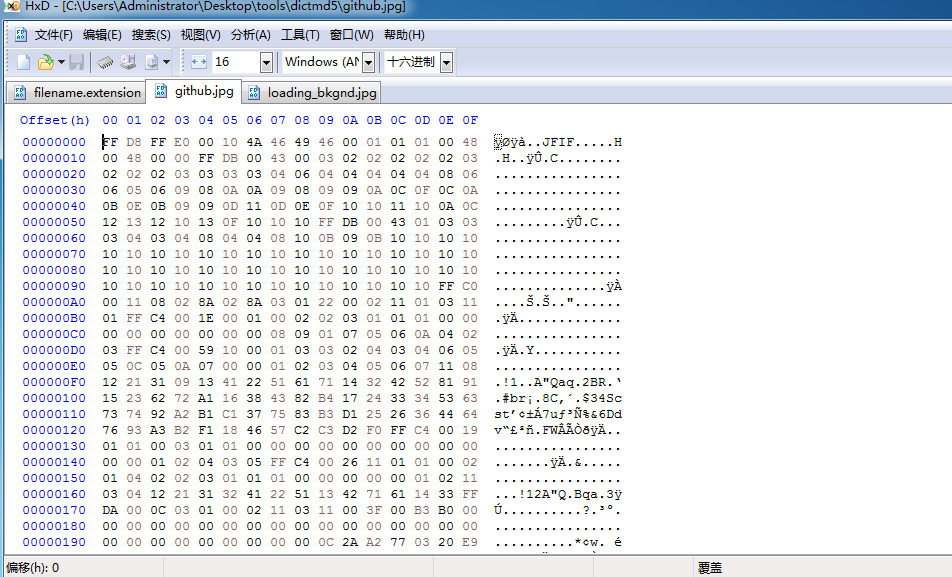 HxD - [C:\Users\Administrator\Desktop\tools\dictmd5\github.jpg]
文件(F) 编辑(E) 搜索(S) 视图(V) 分析(A) 工具(T) 窗口(W) 帮助(H)
16 Windows (AN 十六进制
filename.extension github.jpg loading_bkgnd.jpg
Offset(h) 00 01 02 03 04 05 06 07 08 09 0A 0B 0C 0D 0E 0F
00000000 FF D8 FF E0 00 10 4A 46 49 46 00 01 01 01 00 48 ÿØÿà..JFIF.....H
00000010 00 48 00 00 FF DB 00 43 00 03 02 02 02 02 02 03 .H..ÿÛ.C........
00000020 02 02 02 03 03 03 03 04 06 04 04 04 04 04 08 06 ................
00000030 06 05 06 09 08 0A 0A 09 08 09 09 0A 0C 0F 0C 0A ................
00000040 0B 0E 0B 09 09 0D 11 0D 0E 0F 10 10 11 10 0A 0C ................
00000050 12 13 12 10 13 0F 10 10 10 FF DB 00 43 01 03 03 .........ÿÛ.C...
00000060 03 04 03 04 08 04 04 08 10 0B 09 0B 10 10 10 10 ................
00000070 10 10 10 10 10 10 10 10 10 10 10 10 10 10 10 10 ................
00000080 10 10 10 10 10 10 10 10 10 10 10 10 10 10 10 10 ................
00000090 10 10 10 10 10 10 10 10 10 10 10 10 10 10 FF C0 ..............ÿÀ
000000A0 00 11 08 02 8A 02 8A 03 01 22 00 02 11 01 03 11 ....Š.Š.."......
000000B0 01 FF C4 00 1E 00 01 00 02 02 03 01 01 01 00 00 .ÿÄ.............
000000C0 00 00 00 00 00 00 00 08 09 01 07 05 06 0A 04 02 ................
000000D0 03 FF C4 00 59 10 00 01 03 03 02 04 03 04 06 05 .ÿÄ.Y...........
000000E0 05 0C 05 0A 07 00 00 01 02 03 04 05 06 07 11 08 ................
000000F0 12 21 31 09 13 41 22 51 61 71 14 32 42 52 81 91 .!1..A"Qaq.2BR.‘
00000100 15 23 62 72 A1 16 38 43 82 B4 17 24 33 34 53 63 .#br¡.8C‚´.$34Sc
00000110 73 74 92 A2 B1 C1 37 75 83 B3 D1 25 26 36 44 64 st’¢±Á7uƒ³Ñ%&6Dd
00000120 76 93 A3 B2 F1 18 46 57 C2 C3 D2 F0 FF C4 00 19 v“£²ñ.FWÂÃÒðÿÄ..
00000130 01 01 00 03 01 01 00 00 00 00 00 00 00 00 00 00 ................
00000140 00 00 01 02 04 03 05 FF C4 00 26 11 01 01 00 02 .......ÿÄ.&.....
00000150 01 04 02 02 03 01 01 01 00 00 00 00 00 01 02 11 ................
00000160 03 04 12 21 31 32 41 22 51 13 42 71 61 14 33 FF ...!12A"Q.Bqa.3ÿ
00000170 DA 00 0C 03 01 00 02 11 03 11 00 3F 00 B3 B0 00 Ú..........?.³°.
00000180 00 00 00 00 00 00 00 00 00 00 00 00 00 00 00 00 ................
00000190 00 00 00 00 00 00 00 00 00 0C 2A A2 77 03 20 E9 ..........*¢w. é
偏移(h): 0 覆盖